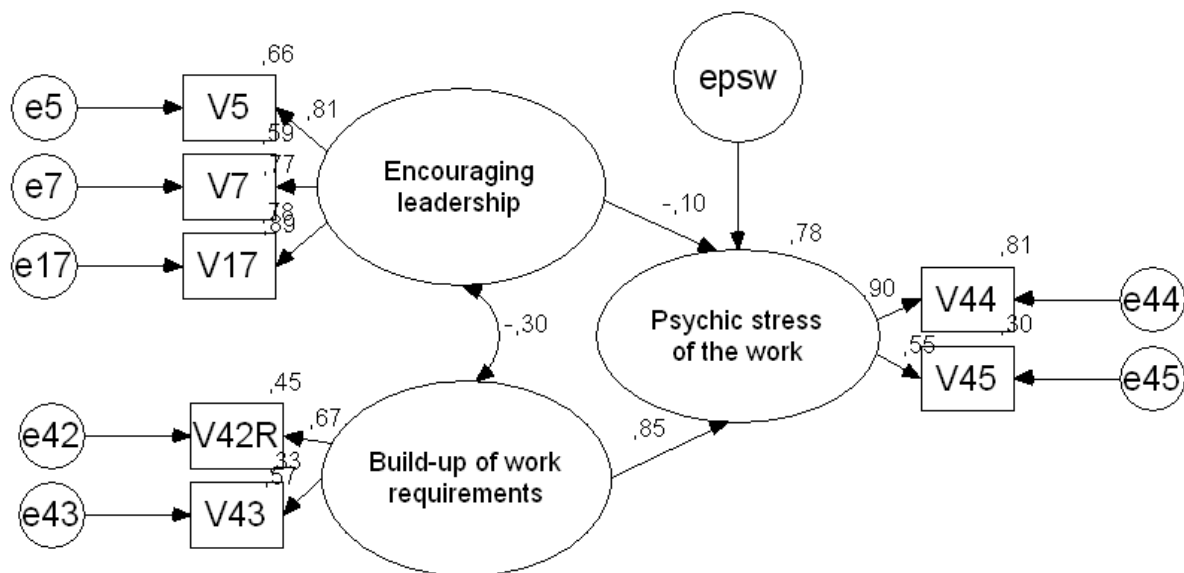 ,66
e5
V5
,81
epsw
,59
e7
V7
,77
Encouraging
leadership
,78
,89
e17
V17
-,10
,78
,81
,90
V44
e44
-,30
Psychic stress
of the work
,30
,55
V45
e45
,45
e42
V42R
,67
,85
,33
,57
Build-up of work
requirements
e43
V43